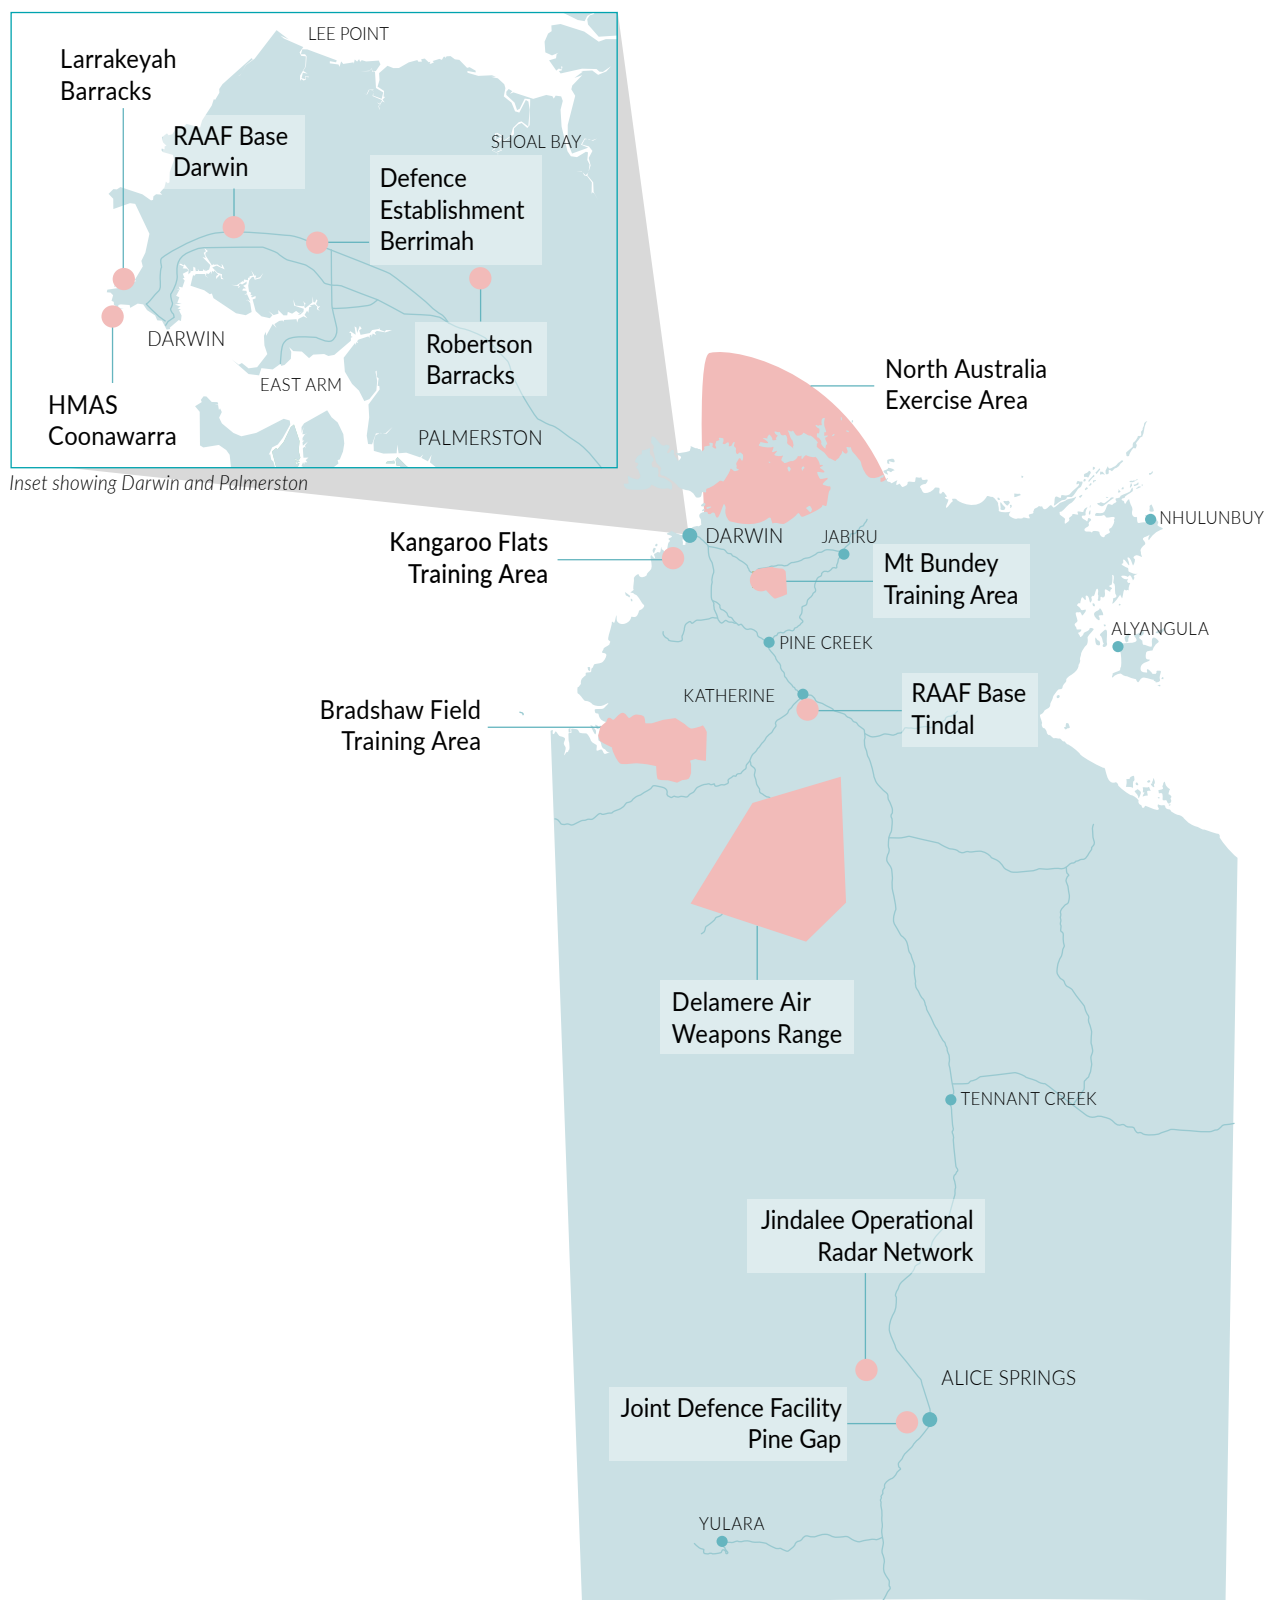 LEE POINT
Larrakeyah
Barracks
RAAF Base
Darwin
SHOAL BAY
Defence
Establishment
Berrimah
DARWIN
Robertson
Barracks
EAST ARM
HMAS
Coonawarra
PALMERSTON
Inset showing Darwin and Palmerston
North Australia
Exercise Area
NHULUNBUY
DARWIN
JABIRU
Kangaroo Flats
Training Area
Mt Bundey
Training Area
ALYANGULA
PINE CREEK
KATHERINE
RAAF Base
Tindal
Bradshaw Field
Training Area
Delamere Air
Weapons Range
TENNANT CREEK
Jindalee Operational
Radar Network
ALICE SPRINGS
Joint Defence Facility
Pine Gap
YULARA